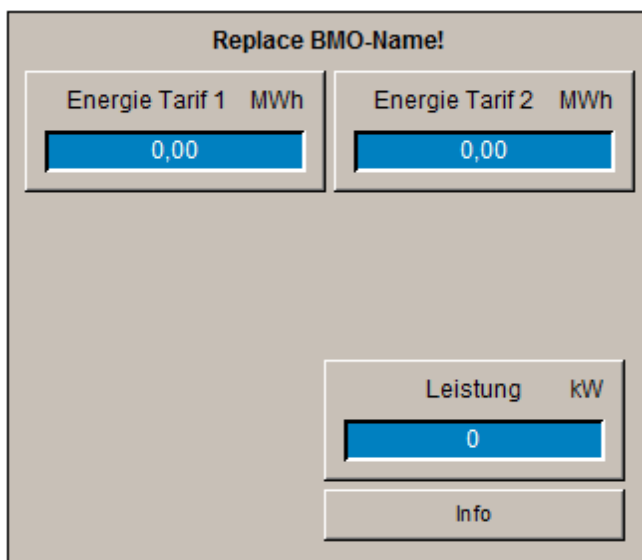 Replace BMO-Name!
Energie Tarif 1 MWh
0,00
Energie Tarif 2 MWh
0,00
Leistung kW
0
Info